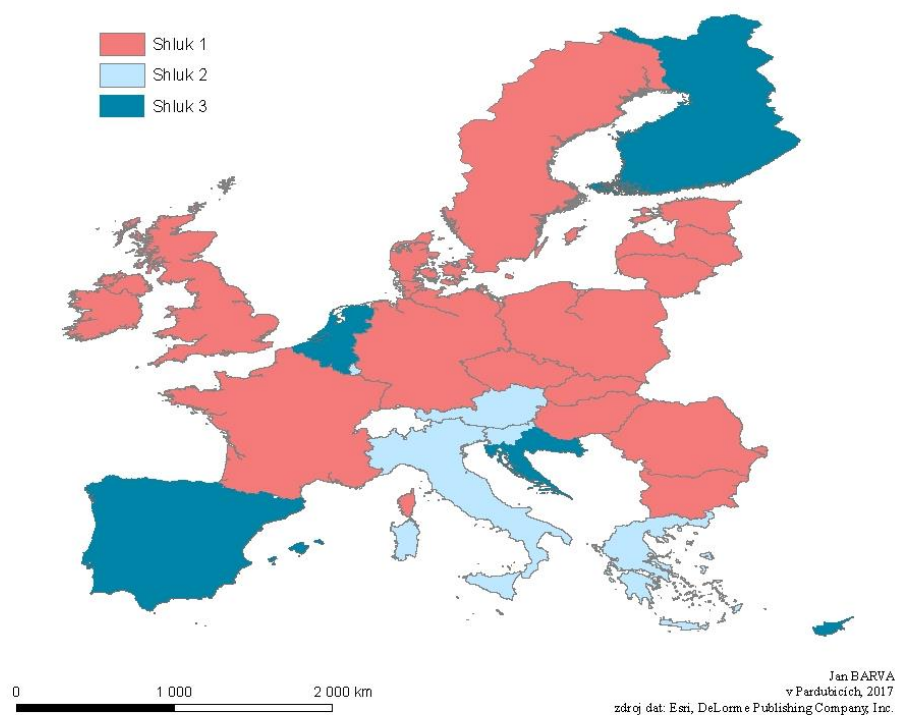 Shluk 1
Shluk 2
Shluk 3
0 1 000 2 000 km
Jan BARVA
v Pardubicích, 2017
zdroj dat: Esri, DeLorme Publishing Company, Inc.